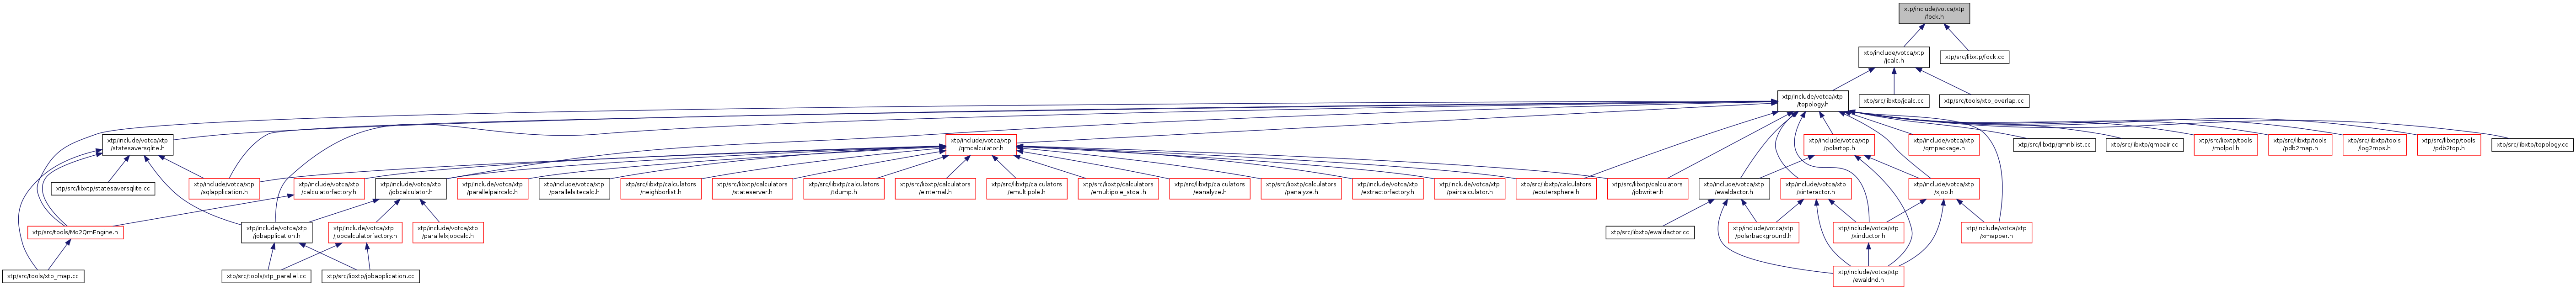 xtp/include/votca/xtp
/fock.h
xtp/include/votca/xtp
/jcalc.h
xtp/src/libxtp/fock.cc
xtp/include/votca/xtp
/topology.h
xtp/src/libxtp/jcalc.cc
xtp/src/tools/xtp_overlap.cc
xtp/include/votca/xtp
/statesaversqlite.h
xtp/include/votca/xtp
/qmcalculator.h
xtp/include/votca/xtp
/polartop.h
xtp/include/votca/xtp
/qmpackage.h
xtp/src/libxtp/qmnblist.cc
xtp/src/libxtp/qmpair.cc
xtp/src/libxtp/tools
/molpol.h
xtp/src/libxtp/tools
/pdb2map.h
xtp/src/libxtp/tools
/log2mps.h
xtp/src/libxtp/tools
/pdb2top.h
xtp/src/libxtp/topology.cc
xtp/src/libxtp/statesaversqlite.cc
xtp/include/votca/xtp
/sqlapplication.h
xtp/include/votca/xtp
/calculatorfactory.h
xtp/include/votca/xtp
/jobcalculator.h
xtp/include/votca/xtp
/parallelpaircalc.h
xtp/include/votca/xtp
/parallelsitecalc.h
xtp/src/libxtp/calculators
/neighborlist.h
xtp/src/libxtp/calculators
/stateserver.h
xtp/src/libxtp/calculators
/tdump.h
xtp/src/libxtp/calculators
/einternal.h
xtp/src/libxtp/calculators
/emultipole.h
xtp/src/libxtp/calculators
/emultipole_stdal.h
xtp/src/libxtp/calculators
/eanalyze.h
xtp/src/libxtp/calculators
/panalyze.h
xtp/include/votca/xtp
/extractorfactory.h
xtp/include/votca/xtp
/paircalculator.h
xtp/src/libxtp/calculators
/eoutersphere.h
xtp/src/libxtp/calculators
/jobwriter.h
xtp/include/votca/xtp
/ewaldactor.h
xtp/include/votca/xtp
/xinteractor.h
xtp/include/votca/xtp
/xjob.h
xtp/src/tools/Md2QmEngine.h
xtp/include/votca/xtp
/jobapplication.h
xtp/include/votca/xtp
/jobcalculatorfactory.h
xtp/include/votca/xtp
/parallelxjobcalc.h
xtp/src/libxtp/ewaldactor.cc
xtp/include/votca/xtp
/polarbackground.h
xtp/include/votca/xtp
/xinductor.h
xtp/include/votca/xtp
/xmapper.h
xtp/src/tools/xtp_map.cc
xtp/src/tools/xtp_parallel.cc
xtp/src/libxtp/jobapplication.cc
xtp/include/votca/xtp
/ewaldnd.h